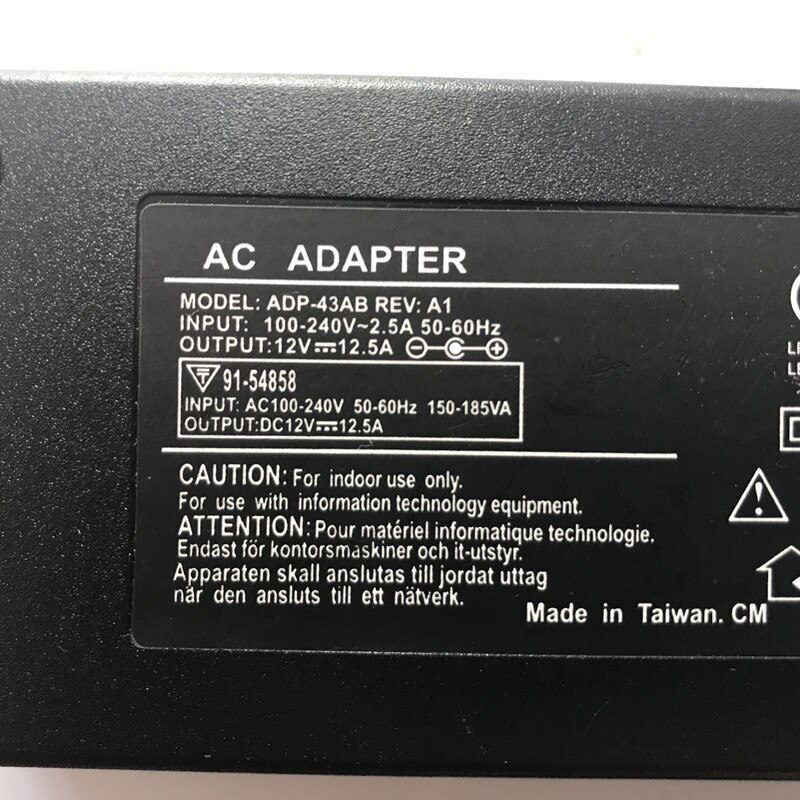 AC ADAPTER
MODEL: ADP-43AB REV: A1
INPUT: 100-240V~2.5A 50-60Hz
OUTPUT:12V⎓12.5A
91-54858
INPUT: AC100-240V 50-60Hz 150-185VA
OUTPUT:DC12V⎓12.5A
CAUTION: For indoor use only.
For use with information technology equipment.
ATTENTION: Pour matériel informatique technologie.
Endast för kontorsmaskiner och it-utstyr.
Apparaten skall anslutas till jordat uttag
når den ansluts till ett nätverk.
Made in Taiwan. CM